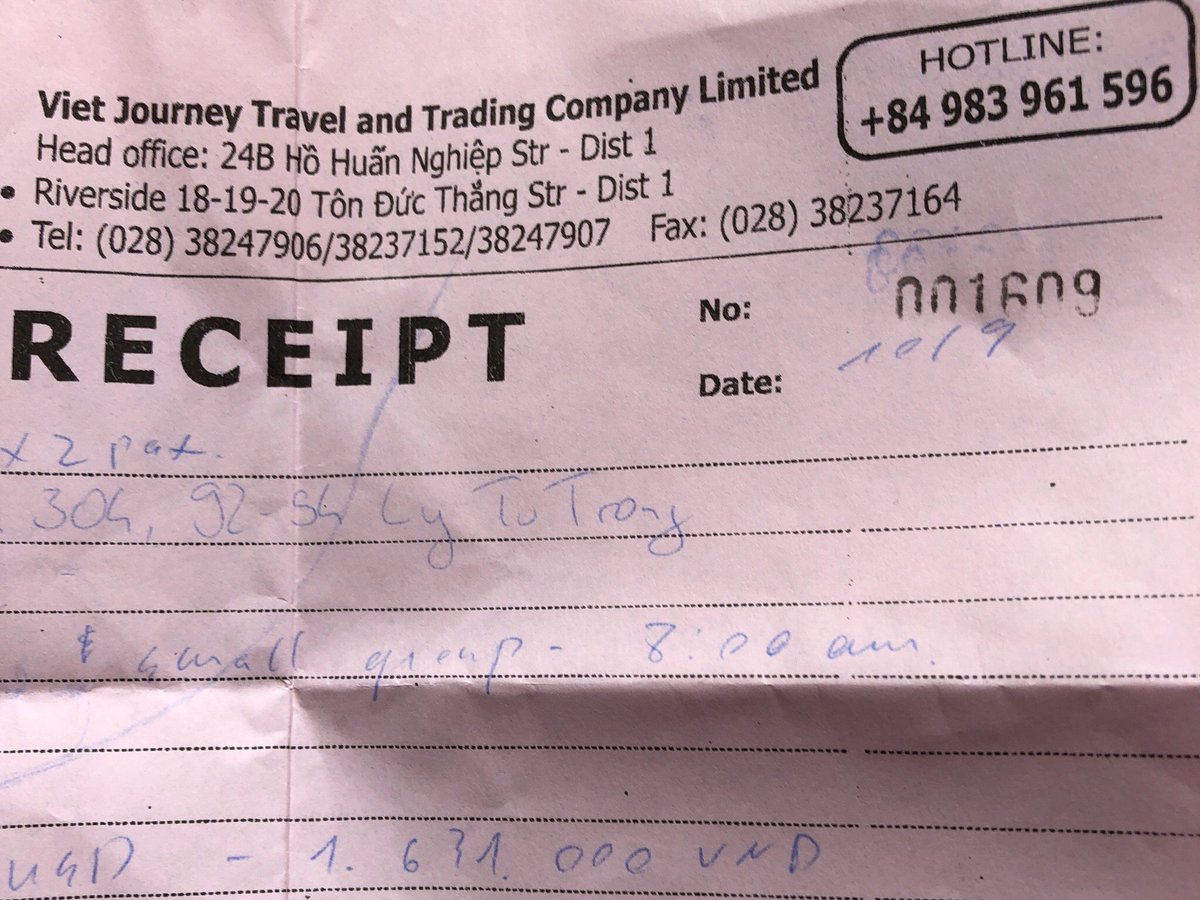 HOTLINE:
+84 983 961 596
Viet Journey Travel and Trading Company Limited
Head office: 24B Hồ Huấn Nghiệp Str - Dist 1
• Riverside 18-19-20 Tôn Đức Thắng Str - Dist 1
• Tel: (028) 38247906/38237152/38247907 Fax: (028) 38237164
RECEIPT
No: 001609
Date: 10/9
x 2 pax.
304, 92-94 Ly Tu Trong
small group - 8:00 am.
USD - 1.631.000 VND